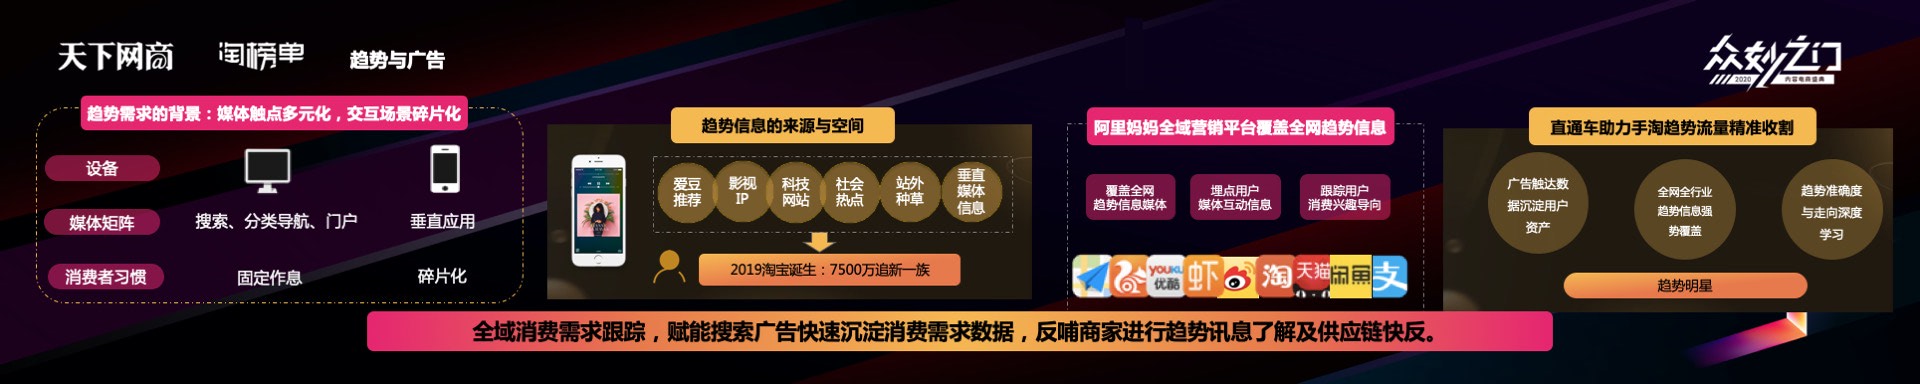 天下网商
淘榜单
趋势与广告
众妙之门
2020
内容电商盛典
趋势需求的背景：媒体触点多元化，交互场景碎片化
设备
媒体矩阵
搜索、分类导航、门户
垂直应用
消费者习惯
固定作息
碎片化
趋势信息的来源与空间
爱豆
推荐
影视
IP
科技
网站
社会
热点
站外
种草
垂直
媒体
信息
2019淘宝诞生：7500万追新一族
阿里妈妈全域营销平台覆盖全网趋势信息
覆盖全网
趋势信息媒体
埋点用户
媒体互动信息
跟踪用户
消费兴趣导向
YOUKU
优酷
虾
淘
天猫
闲鱼
支
直通车助力手淘趋势流量精准收割
广告触达数
据沉淀用户
资产
全网全行业
趋势信息强
势覆盖
趋势准确度
与走向深度
学习
趋势明星
全域消费需求跟踪，赋能搜索广告快速沉淀消费需求数据，反哺商家进行趋势讯息了解及供应链快反。